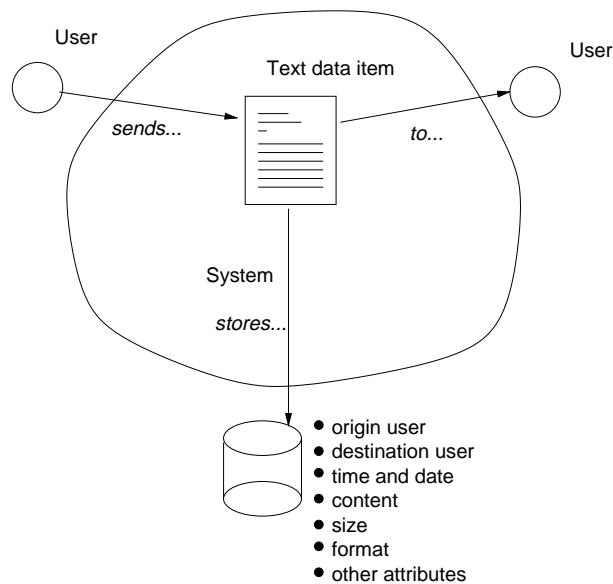 User
User
Text data item
sends...
to...
System
stores...
origin user
destination user
time and date
content
size
format
other attributes